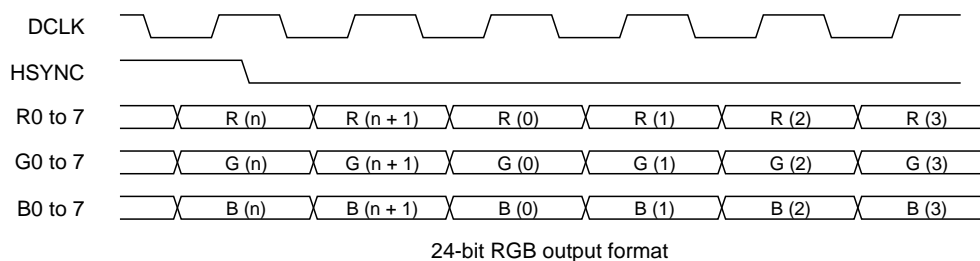 DCLK
HSYNC
R0 to 7 R (n) R (n + 1) R (0) R (1) R (2) R (3)
G0 to 7 G (n) G (n + 1) G (0) G (1) G (2) G (3)
B0 to 7 B (n) B (n + 1) B (0) B (1) B (2) B (3)
24-bit RGB output format